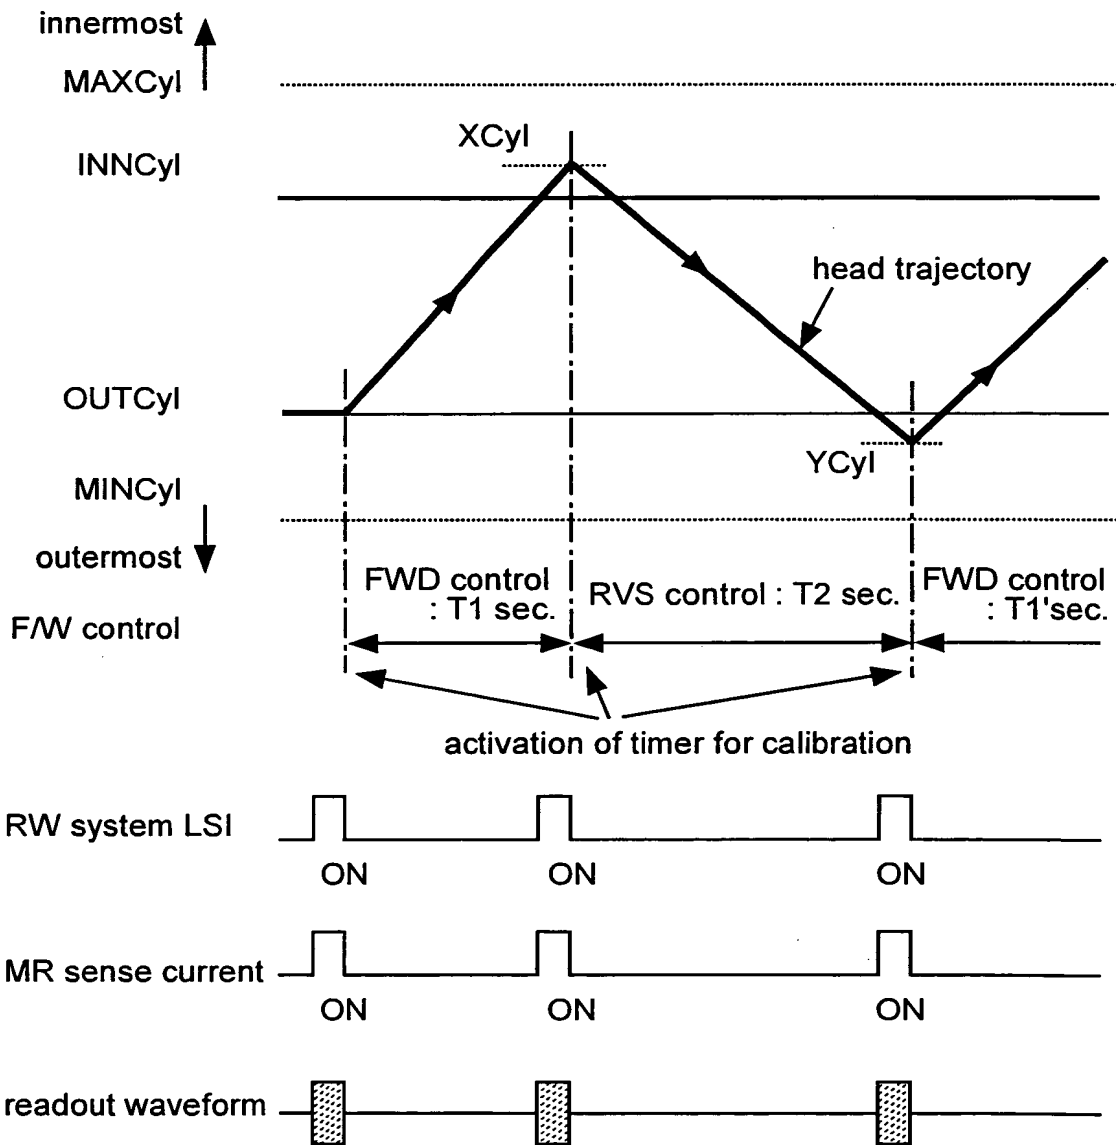 innermost
MAXCyl
XCyl
INNCyl
head trajectory
OUTCyl
YCyl
MINCyl
outermost
FWD control
: T1 sec.
RVS control : T2 sec.
FWD control
: T1'sec.
F/W control
activation of timer for calibration
RW system LSI
ON
ON
ON
MR sense current
ON
ON
ON
readout waveform